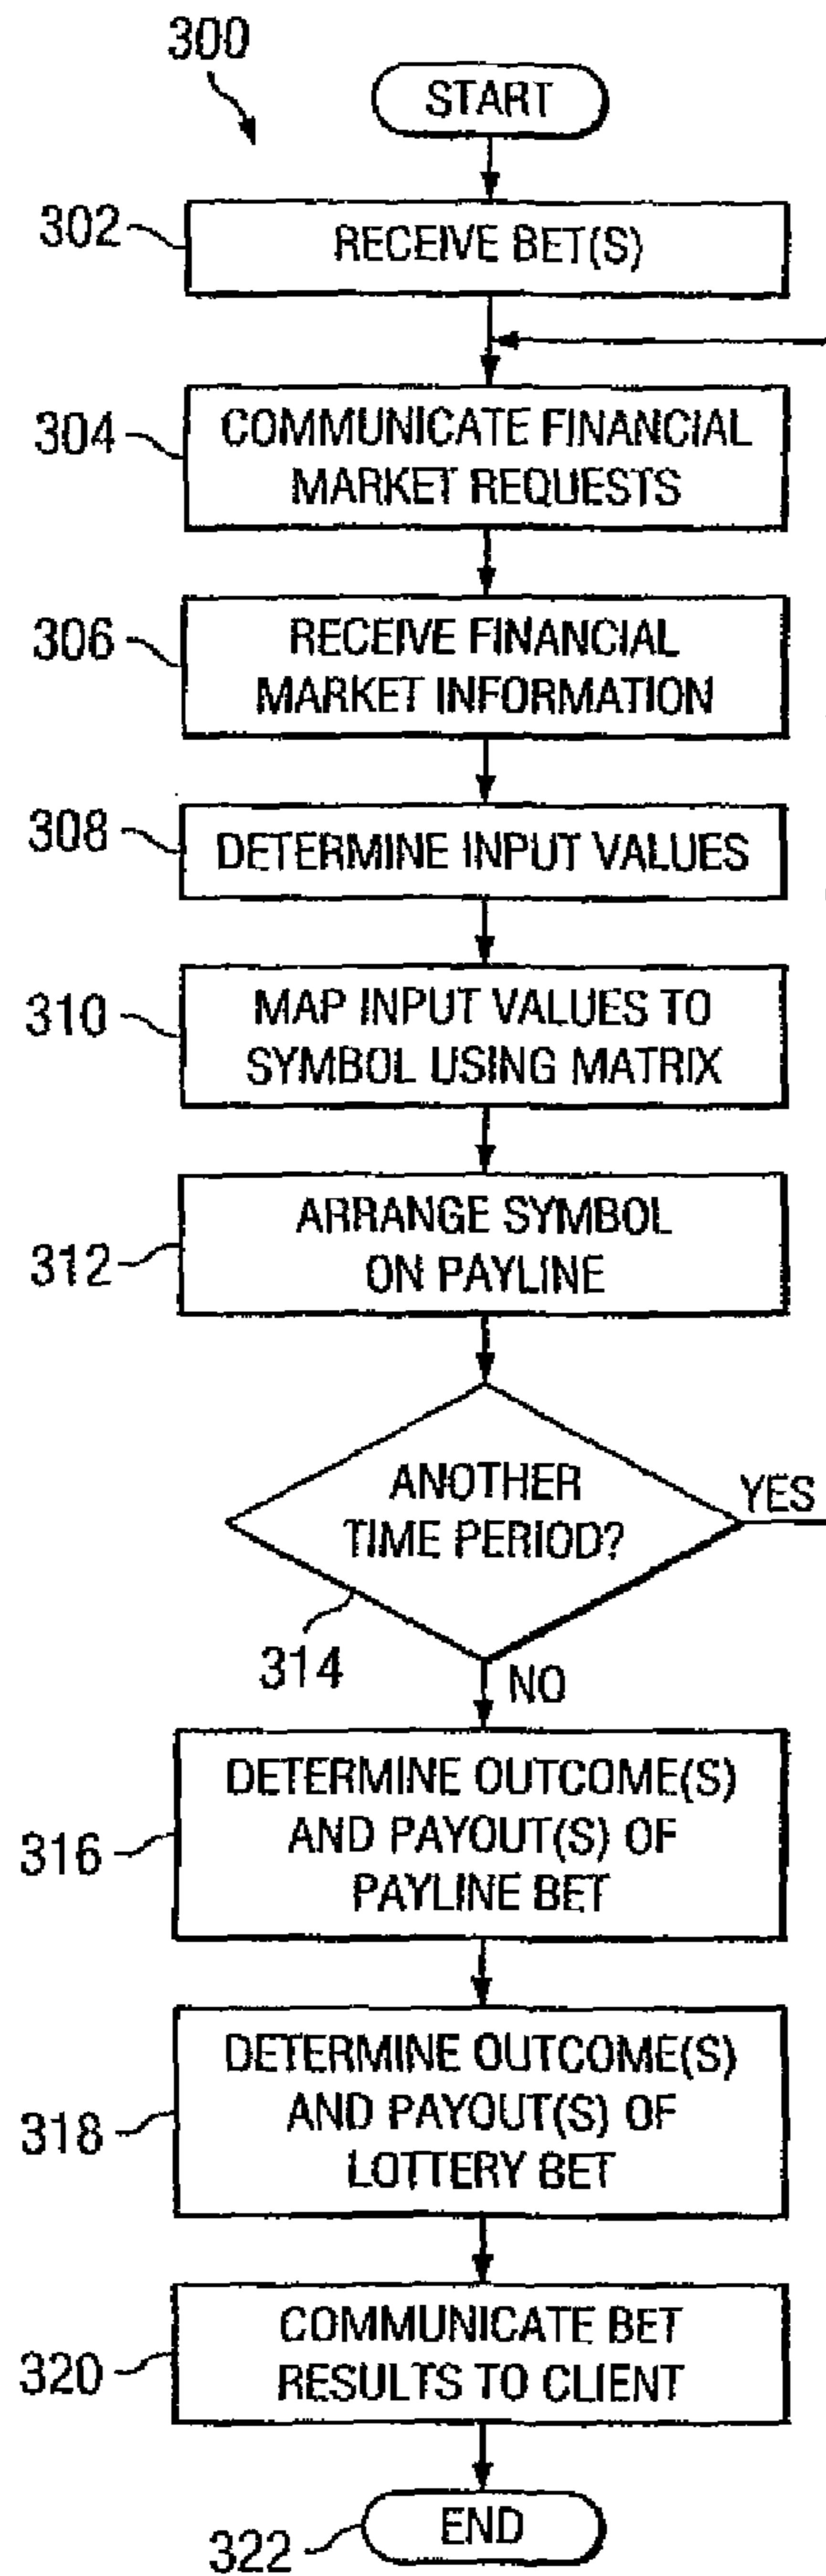 300
START
302
RECEIVE BET(S)
304
COMMUNICATE FINANCIAL
MARKET REQUESTS
306
RECEIVE FINANCIAL
MARKET INFORMATION
308
DETERMINE INPUT VALUES
310
MAP INPUT VALUES TO
SYMBOL USING MATRIX
312
ARRANGE SYMBOL
ON PAYLINE
ANOTHER
TIME PERIOD?
YES
314
NO
316
DETERMINE OUTCOME(S)
AND PAYOUT(S) OF
PAYLINE BET
318
DETERMINE OUTCOME(S)
AND PAYOUT(S) OF
LOTTERY BET
320
COMMUNICATE BET
RESULTS TO CLIENT
322
END